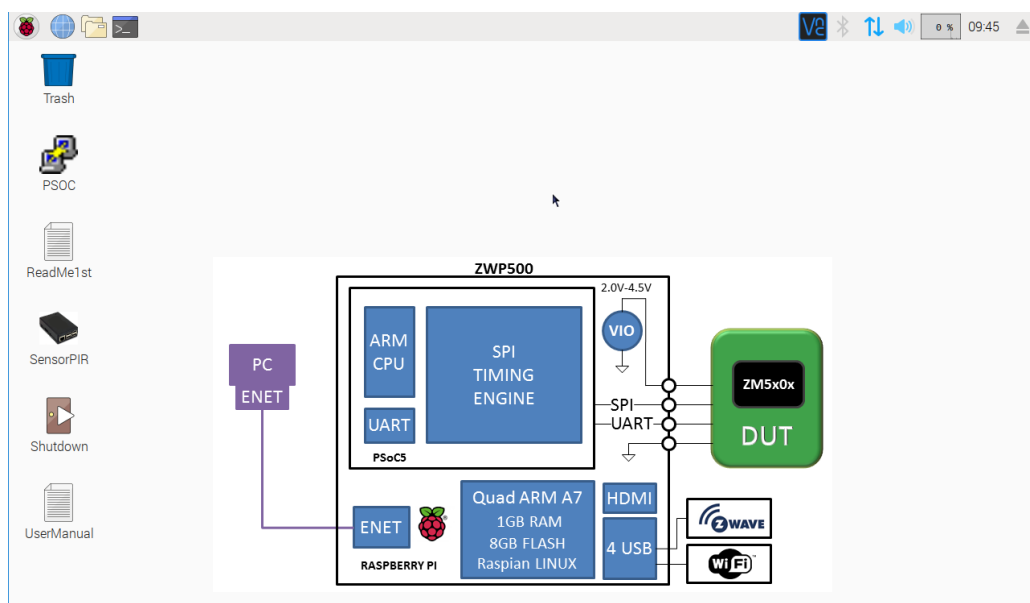 V2
0 %
09:45
Trash
PSOC
ReadMe1st
SensorPIR
Shutdown
UserManual
ZWP500
2.0V-4.5V
ARM
CPU
SPI
TIMING
ENGINE
UART
PSoC5
VIO
PC
ENET
SPI
UART
ZM5x0x
DUT
ENET
RASPBERRY PI
Quad ARM A7
1GB RAM
8GB FLASH
Raspian LINUX
HDMI
4 USB
ZWAVE
WiFi